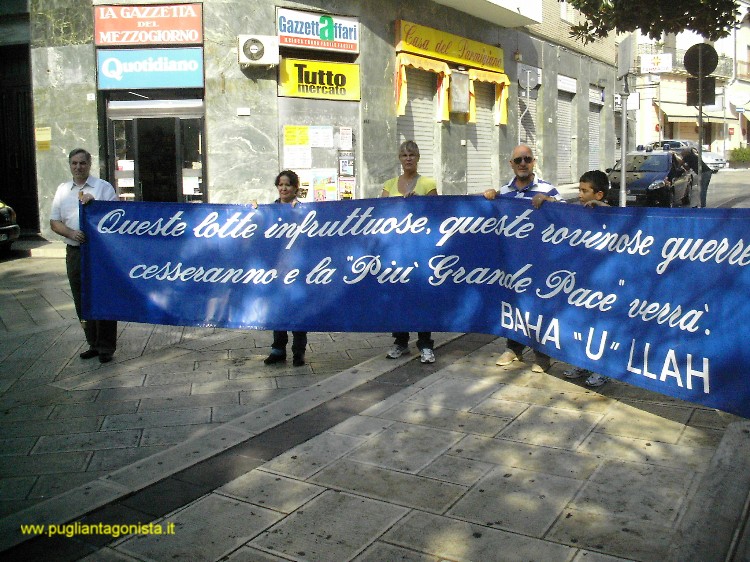 LA GAZZETTA
DEL
MEZZOGIORNO
Quotidiano
GazzettAffari
Tutto
mercato
Casa del Parmigiano
Queste lotte infruttuose, queste rovinose guerre
cesseranno e la "Più Grande Pace" verrà.
BAHA "U" LLAH
www.pugliantagonista.it